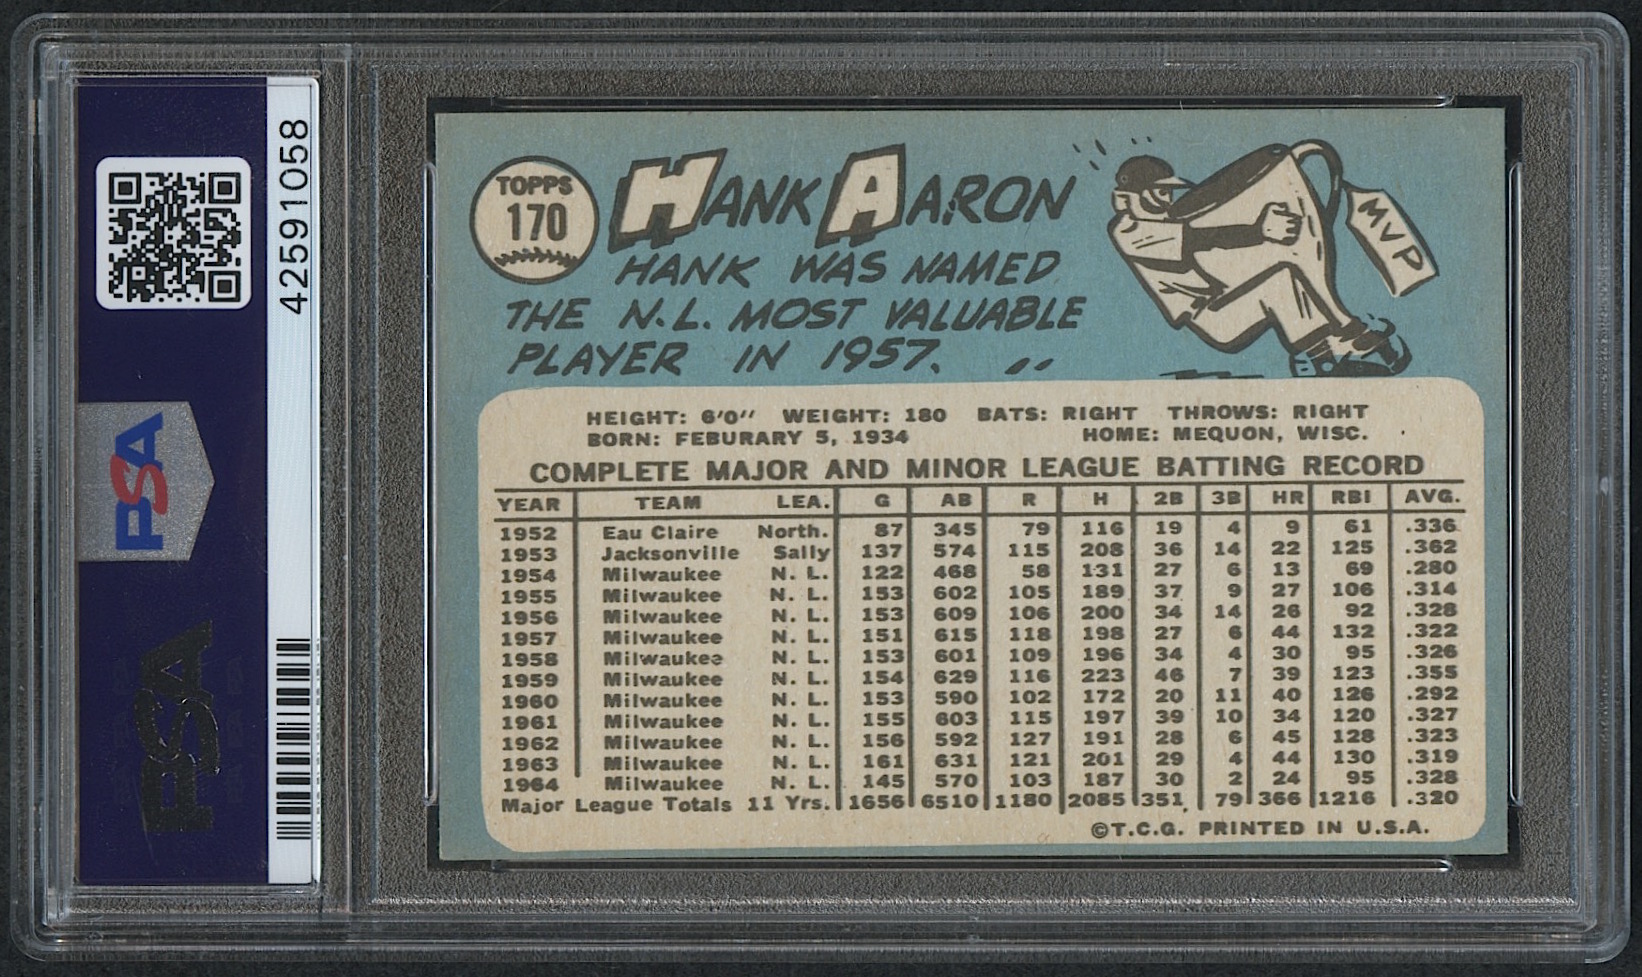 42591058
PSA
PSA
TOPPS
170
HANK AARON
MVP
HANK WAS NAMED
THE N.L. MOST VALUABLE
PLAYER IN 1957.
HEIGHT: 6'0" WEIGHT: 180 BATS: RIGHT THROWS: RIGHT
BORN: FEBURARY 5, 1934 HOME: MEQUON, WISC.
COMPLETE MAJOR AND MINOR LEAGUE BATTING RECORD
YEAR TEAM LEA. G AB R H 2B 3B HR RBI AVG.
1952 Eau Claire North. 87 345 79 116 19 4 9 61 .336
1953 Jacksonville Sally 137 574 115 208 36 14 22 125 .362
1954 Milwaukee N. L. 122 468 58 131 27 6 13 69 .280
1955 Milwaukee N. L. 153 602 105 189 37 9 27 106 .314
1956 Milwaukee N. L. 153 609 106 200 34 14 26 92 .328
1957 Milwaukee N. L. 151 615 118 198 27 6 44 132 .322
1958 Milwaukee N. L. 153 601 109 196 34 4 30 95 .326
1959 Milwaukee N. L. 154 629 116 223 46 7 39 123 .355
1960 Milwaukee N. L. 153 590 102 172 20 11 40 126 .292
1961 Milwaukee N. L. 155 603 115 197 39 10 34 120 .327
1962 Milwaukee N. L. 156 592 127 191 28 6 45 128 .323
1963 Milwaukee N. L. 161 631 121 201 29 4 44 130 .319
1964 Milwaukee N. L. 145 570 103 187 30 2 24 95 .328
Major League Totals 11 Yrs. 1656 6510 1180 2085 351 79 366 1216 .320
©T.C.G. PRINTED IN U.S.A.